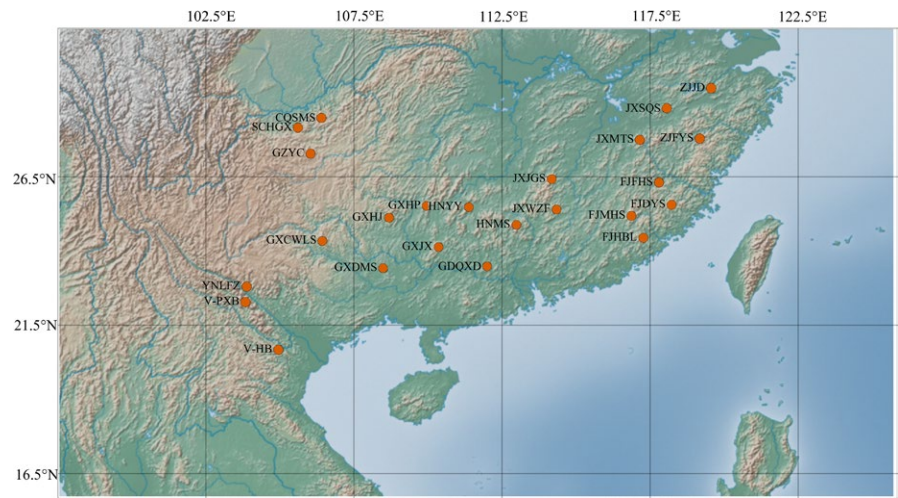 102.5°E 107.5°E 112.5°E 117.5°E 122.5°E
ZJJD
JXSQS
CQSMS
SCHGX
JXMTS ZJFYS
GZYC
26.5°N
JXJGS FJFHS
GXHP HNYY JXWZF FJDYS
GXHJ FJMHS
HNMS
GXCWLS FJHBL
GXJX
GXDMS GDQXD
YNLFZ
V-PXB
21.5°N
V-HB
16.5°N